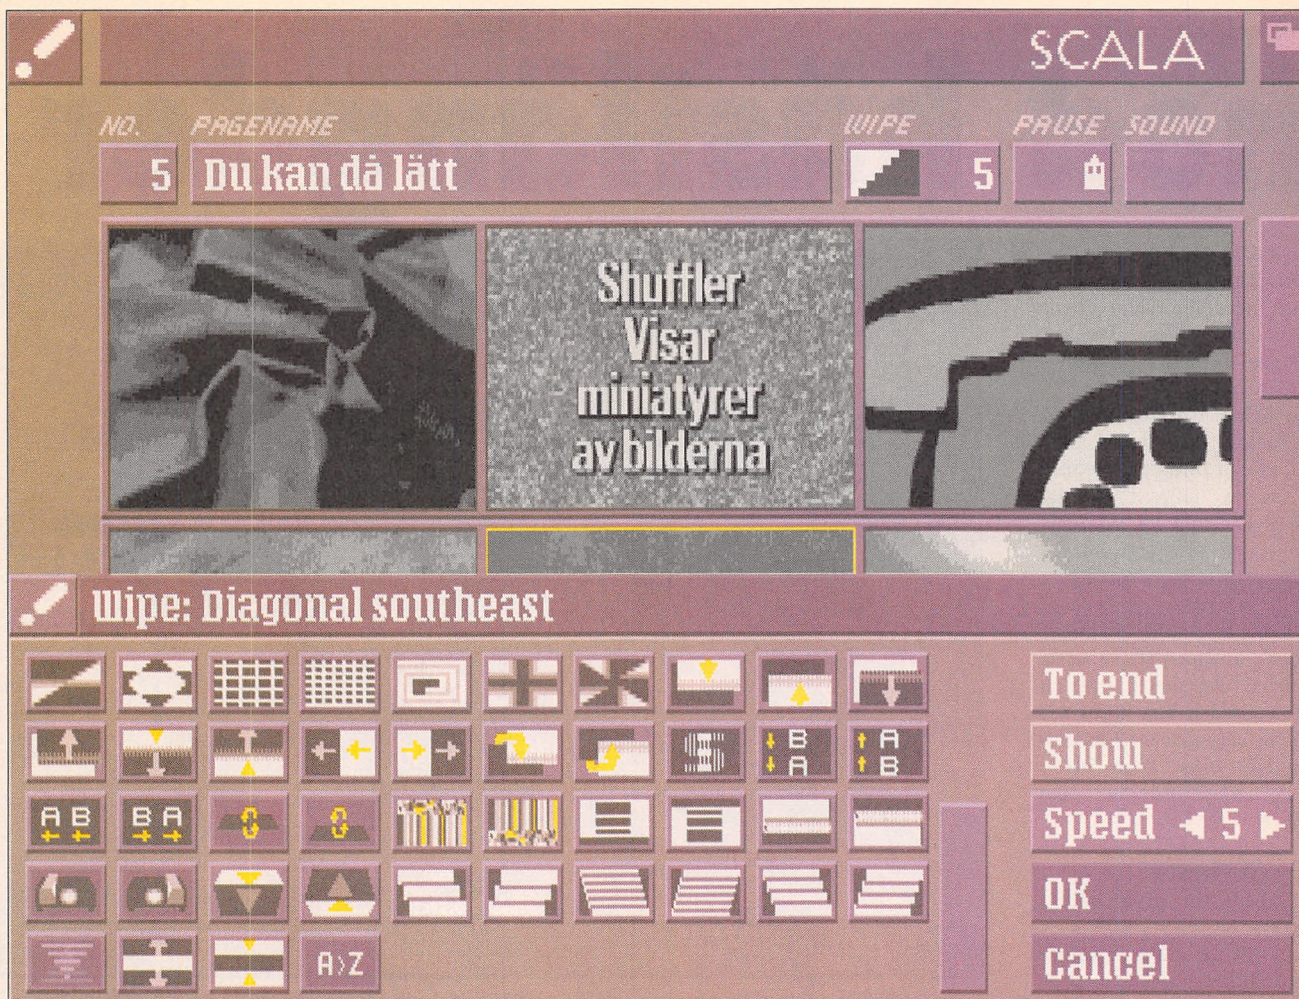 SCALA
NO. PAGENAME WIPE PAUSE SOUND
5 Du kan då lätt 5
Shuffler
Visar
miniatyrer
av bilderna
Wipe: Diagonal southeast
To end
Show
B
A
A
B
A B
B A
Speed 5
OK
A>Z
Cancel